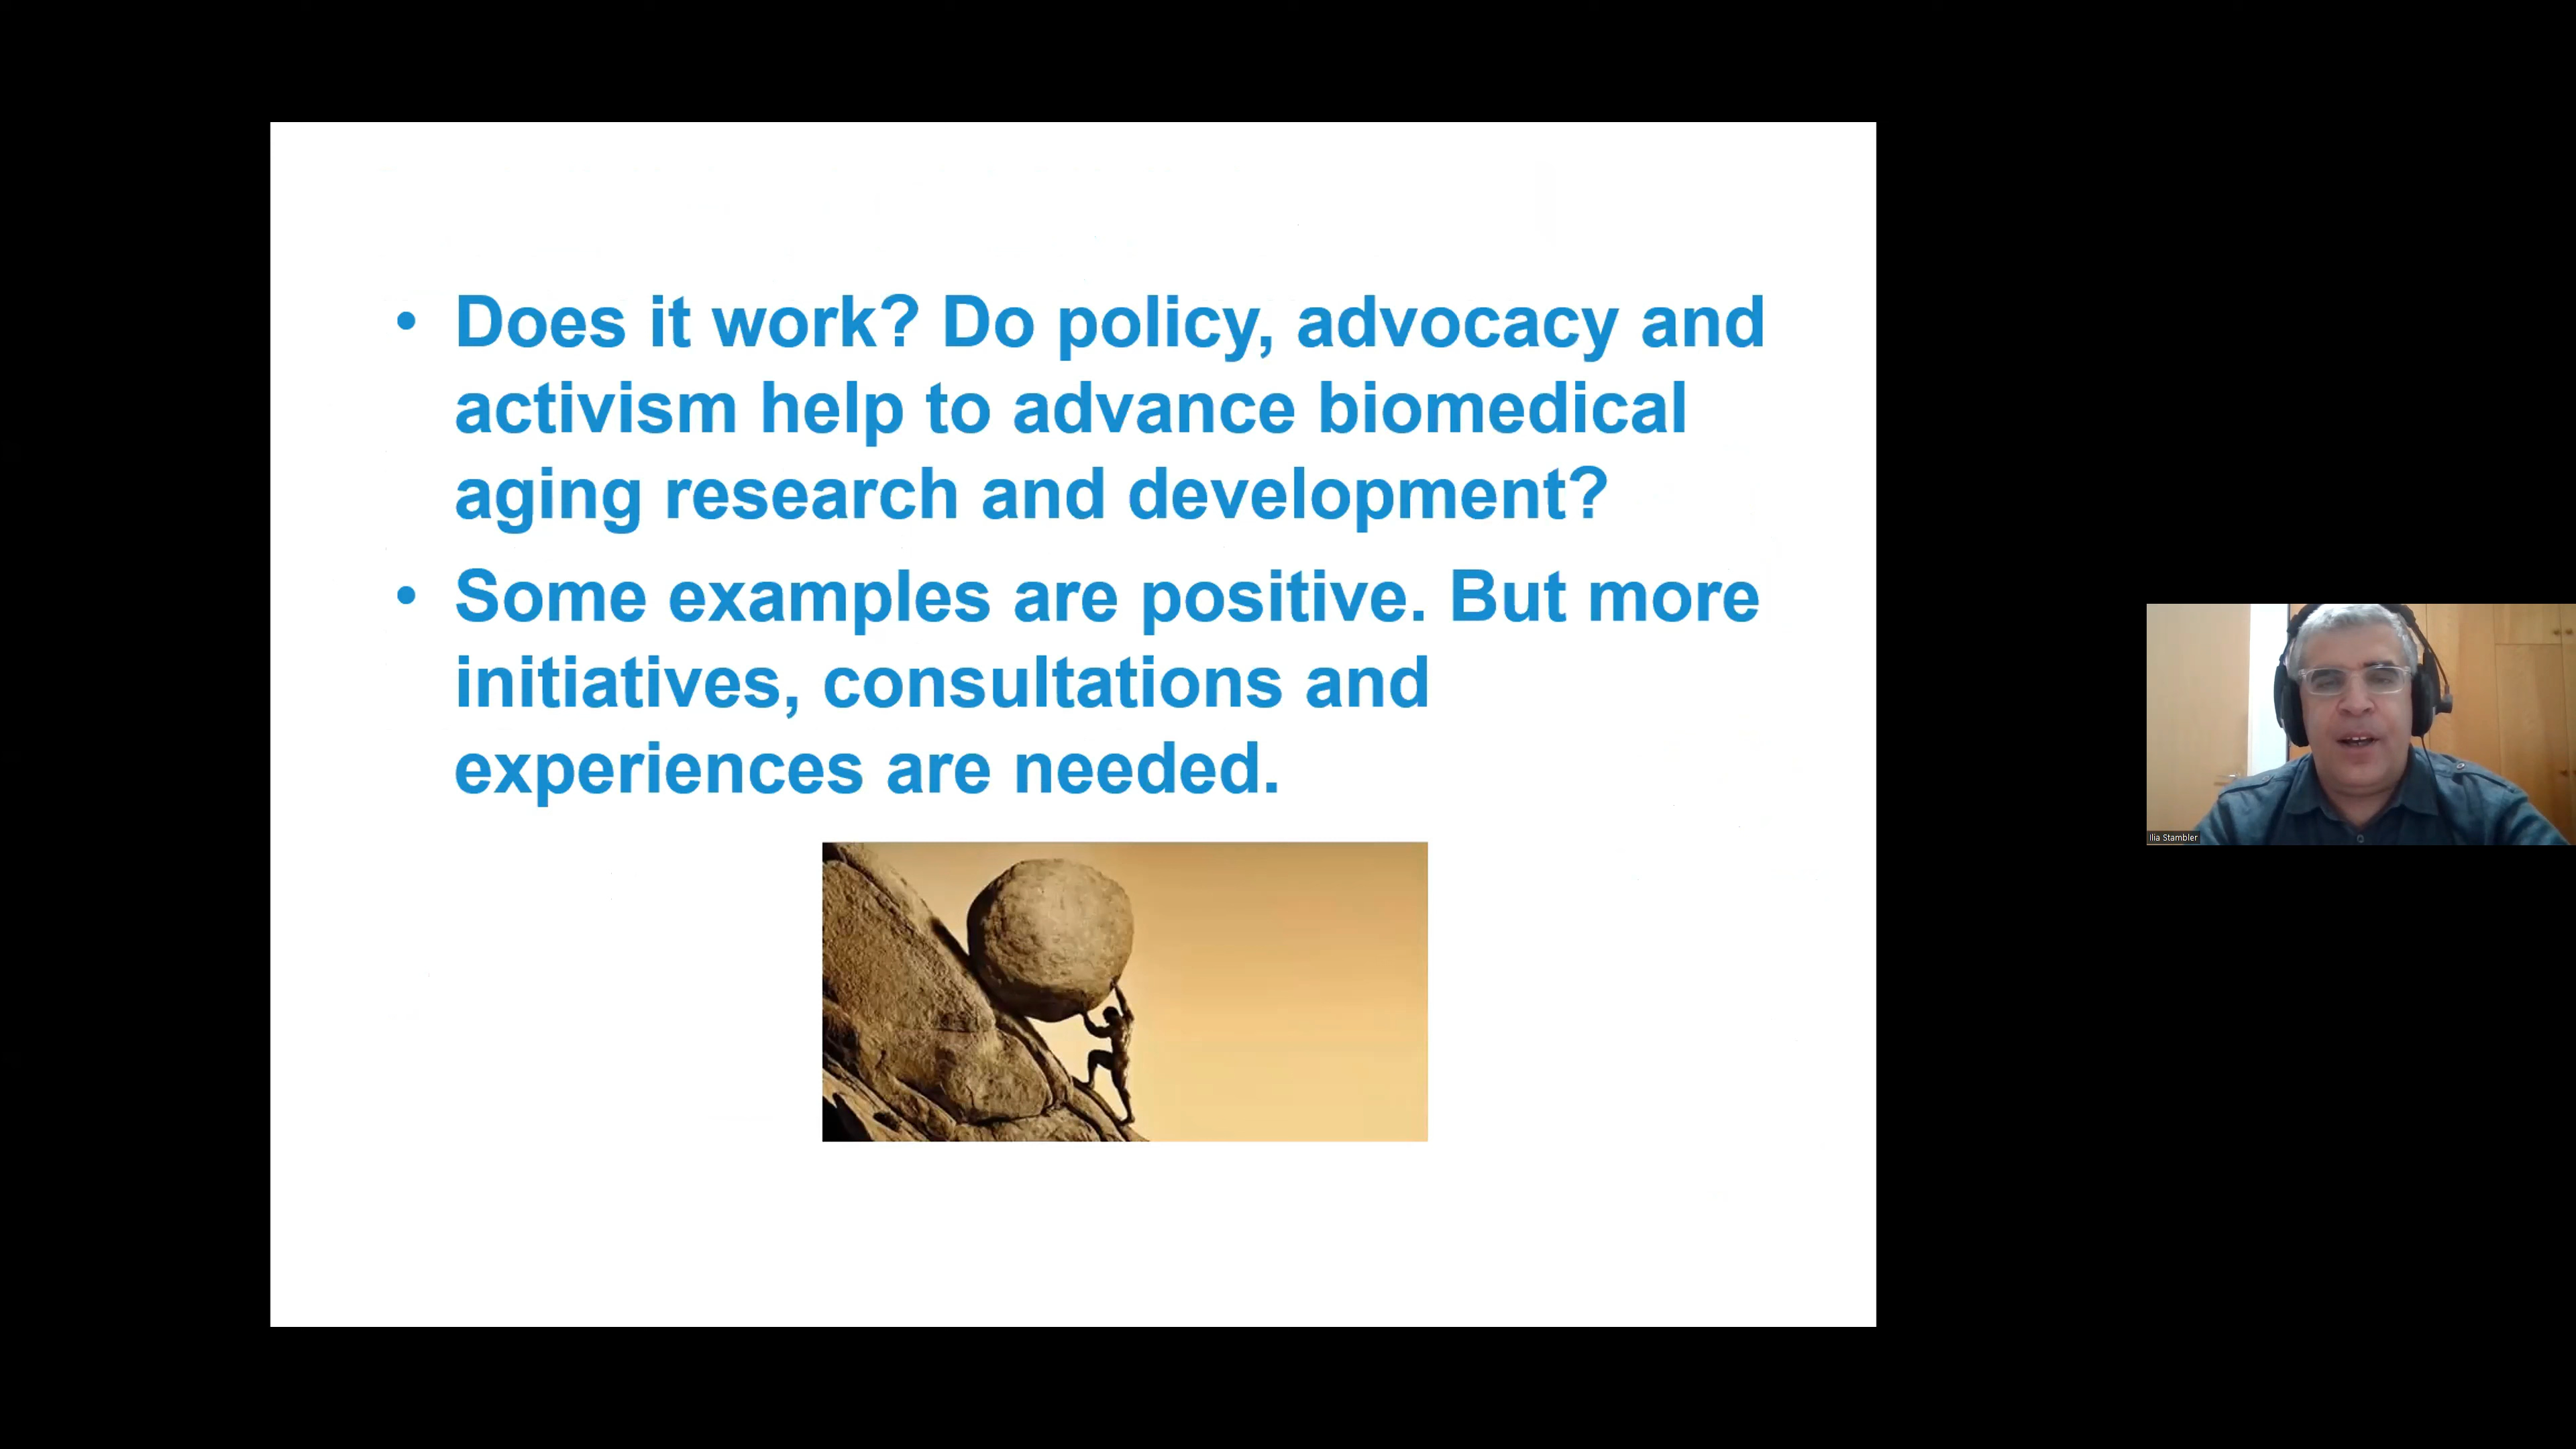 • Does it work? Do policy, advocacy and
activism help to advance biomedical
aging research and development?
• Some examples are positive. But more
initiatives, consultations and
experiences are needed.
Ilia Stambler